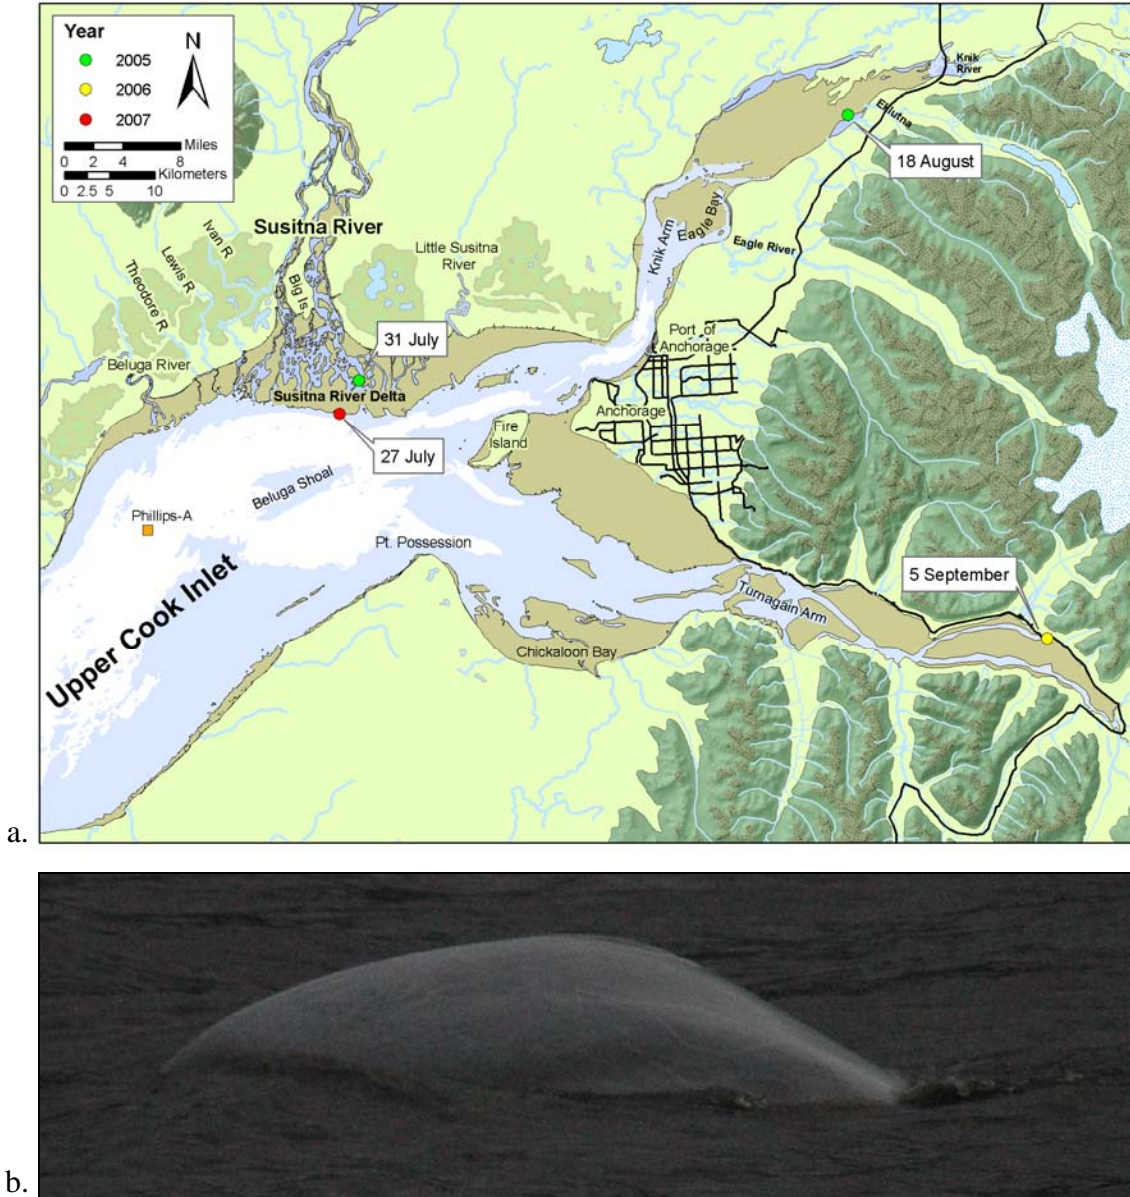 Year
N
2005
2006
2007
Miles
0 2 4 8
Kilometers
0 2.5 5 10
Knik
River
Eklutna
18 August
Susitna River
Ivan R
Lewis R
Theodore R
Big Is
Little Susitna
River
Knik Arm
Eagle Bay
Eagle River
Beluga River
31 July
Port of
Anchorage
Susitna River Delta
Anchorage
27 July
Fire
Island
Beluga Shoal
Phillips-A
Pt. Possession
5 September
Upper Cook Inlet
Turnagain Arm
Chickaloon Bay
a.
b.